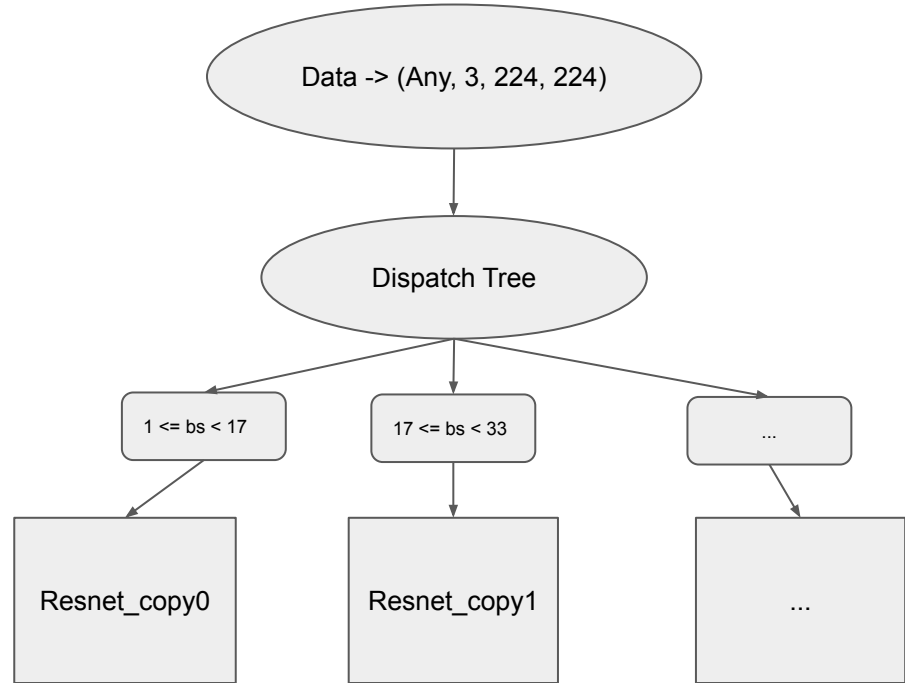 Data -> (Any, 3, 224, 224)
Dispatch Tree
1 <= bs < 17
17 <= bs < 33
...
Resnet_copy0
Resnet_copy1
...